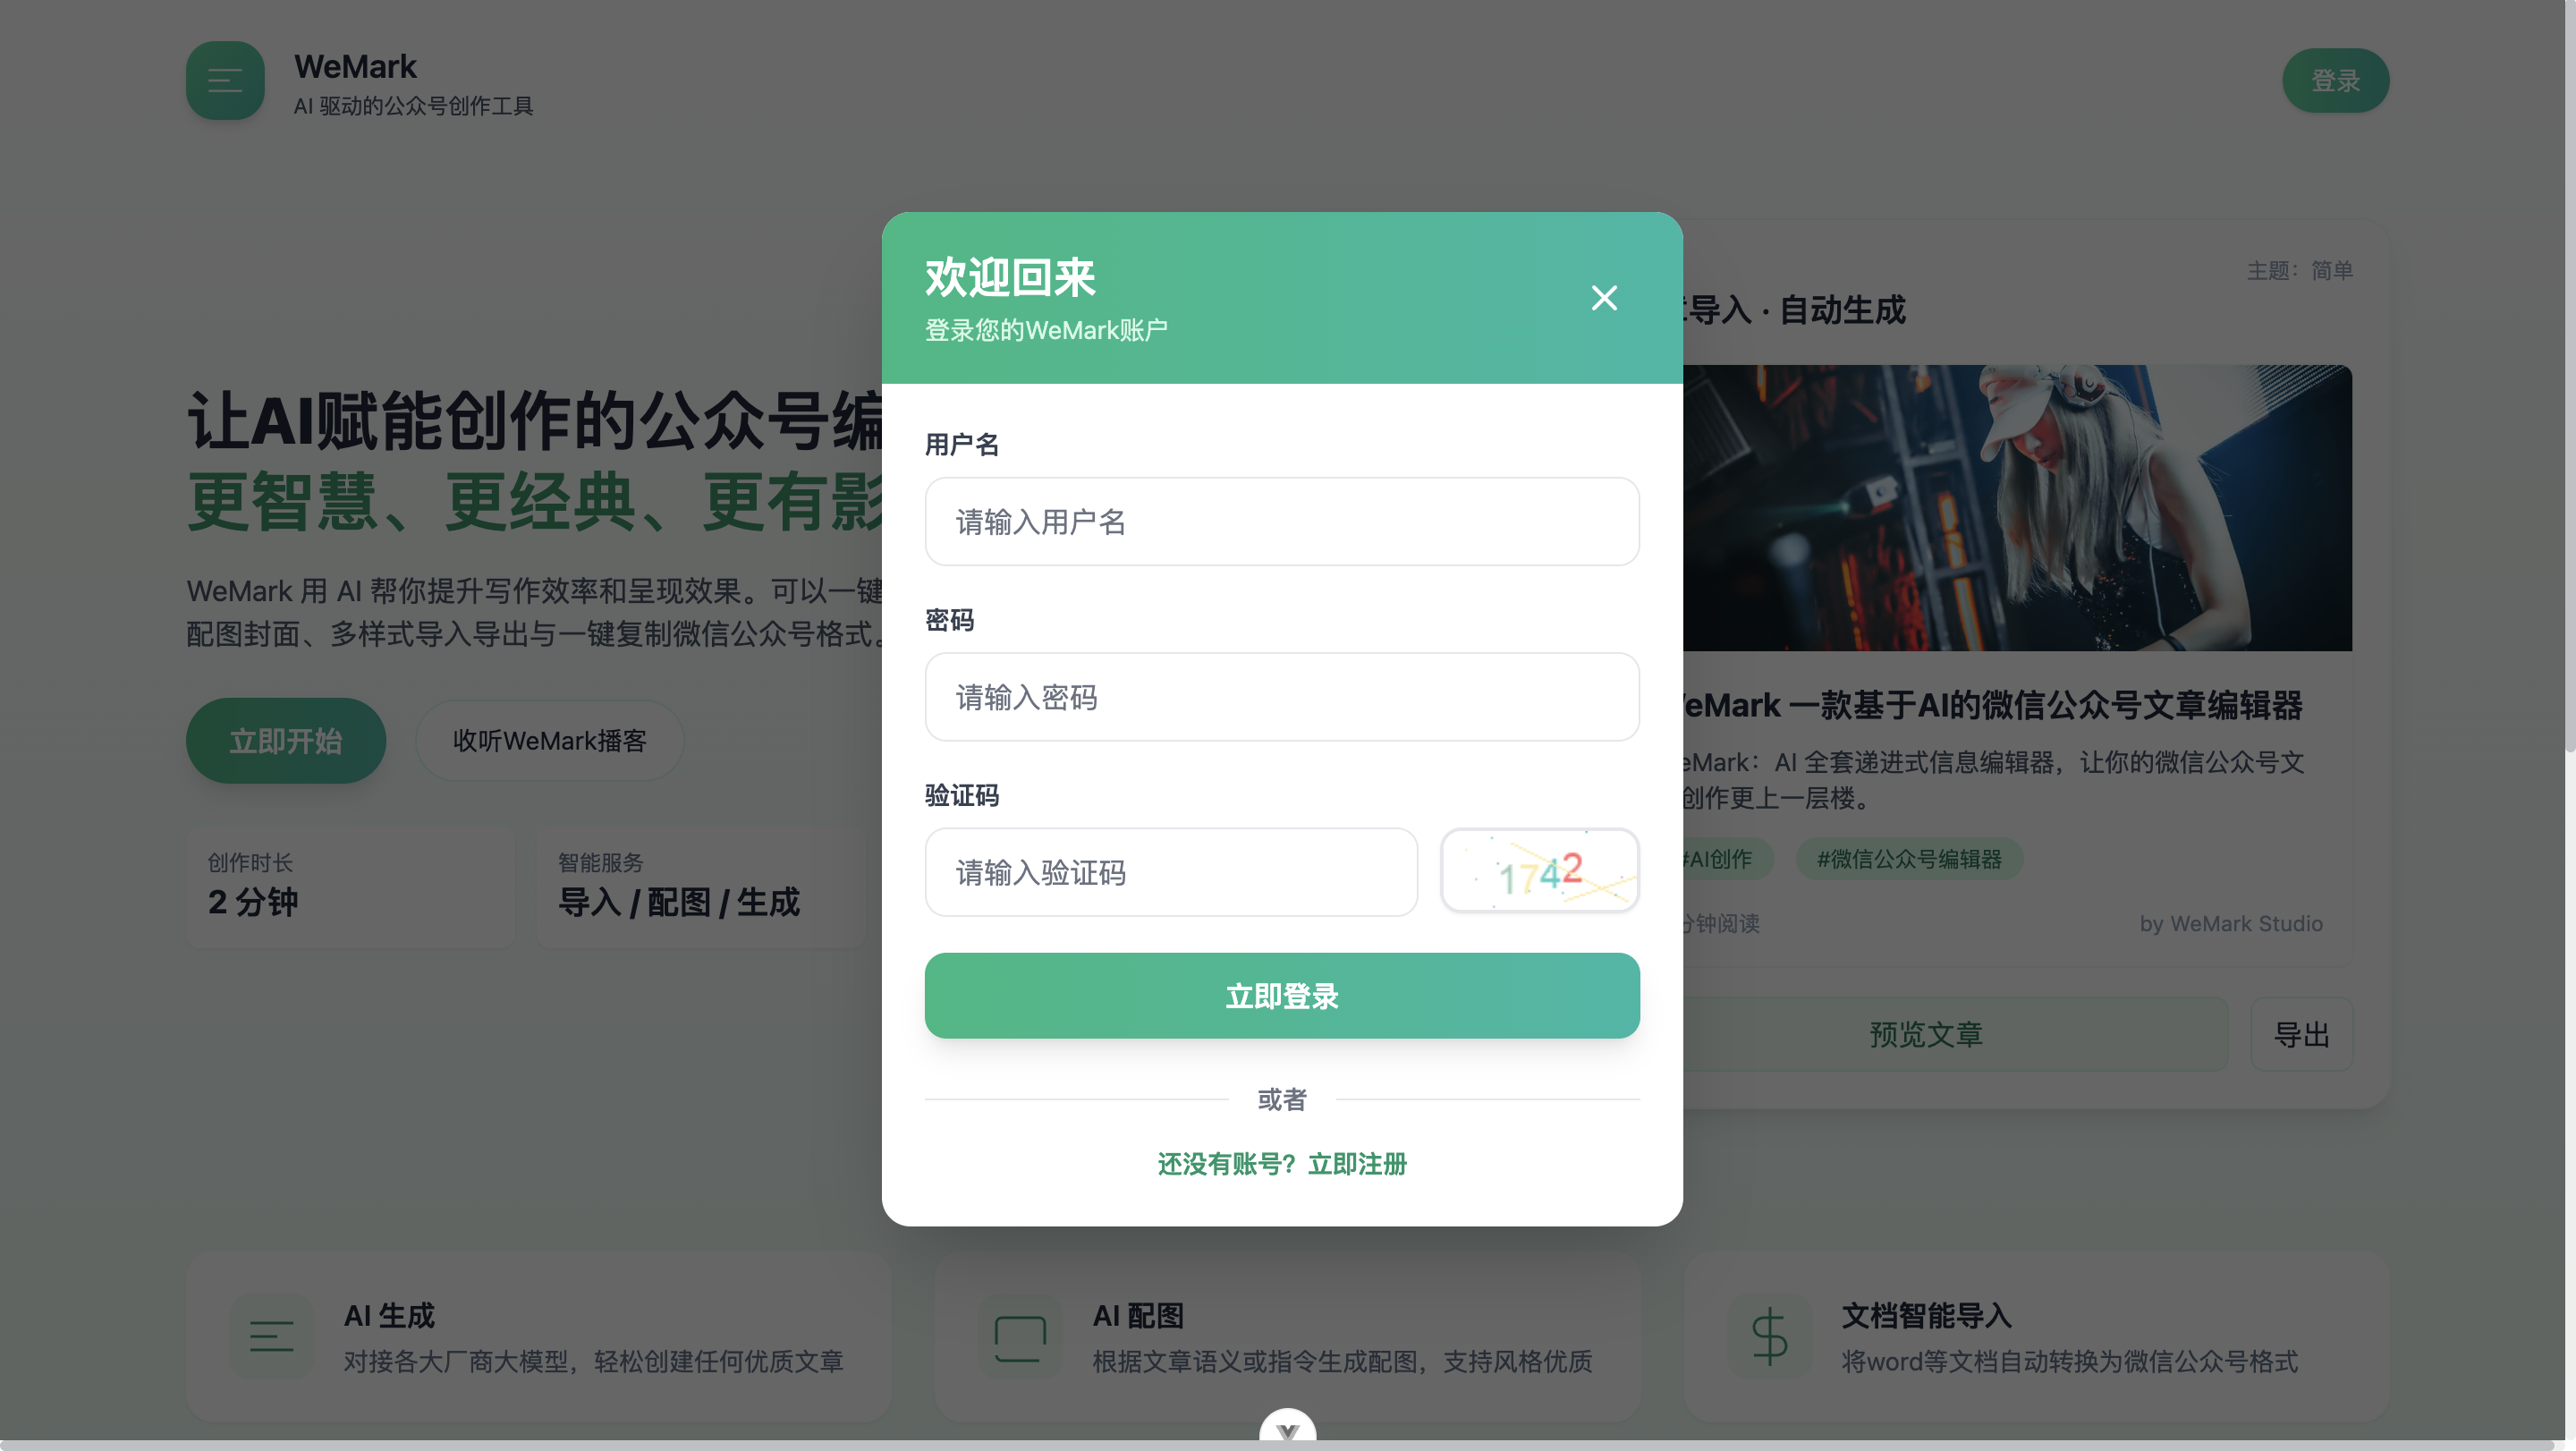 WeMark
AI 驱动的公众号创作工具
登录
欢迎回来
登录您的WeMark账户
用户名
请输入用户名
密码
请输入密码
验证码
请输入验证码
1742
立即登录
或者
还没有账号？立即注册
让AI赋能创作的公众号编
更智慧、更经典、更有影
WeMark 用 AI 帮你提升写作效率和呈现效果。可以一键
配图封面、多样式导入导出与一键复制微信公众号格式。
立即开始
收听WeMark播客
创作时长
2 分钟
智能服务
导入 / 配图 / 生成
主题：简单
导入 · 自动生成
eMark 一款基于AI的微信公众号文章编辑器
eMark：AI 全套递进式信息编辑器，让你的微信公众号文
创作更上一层楼。
#AI创作
#微信公众号编辑器
分钟阅读
by WeMark Studio
预览文章
导出
AI 生成
对接各大厂商大模型，轻松创建任何优质文章
AI 配图
根据文章语义或指令生成配图，支持风格优质
文档智能导入
将word等文档自动转换为微信公众号格式